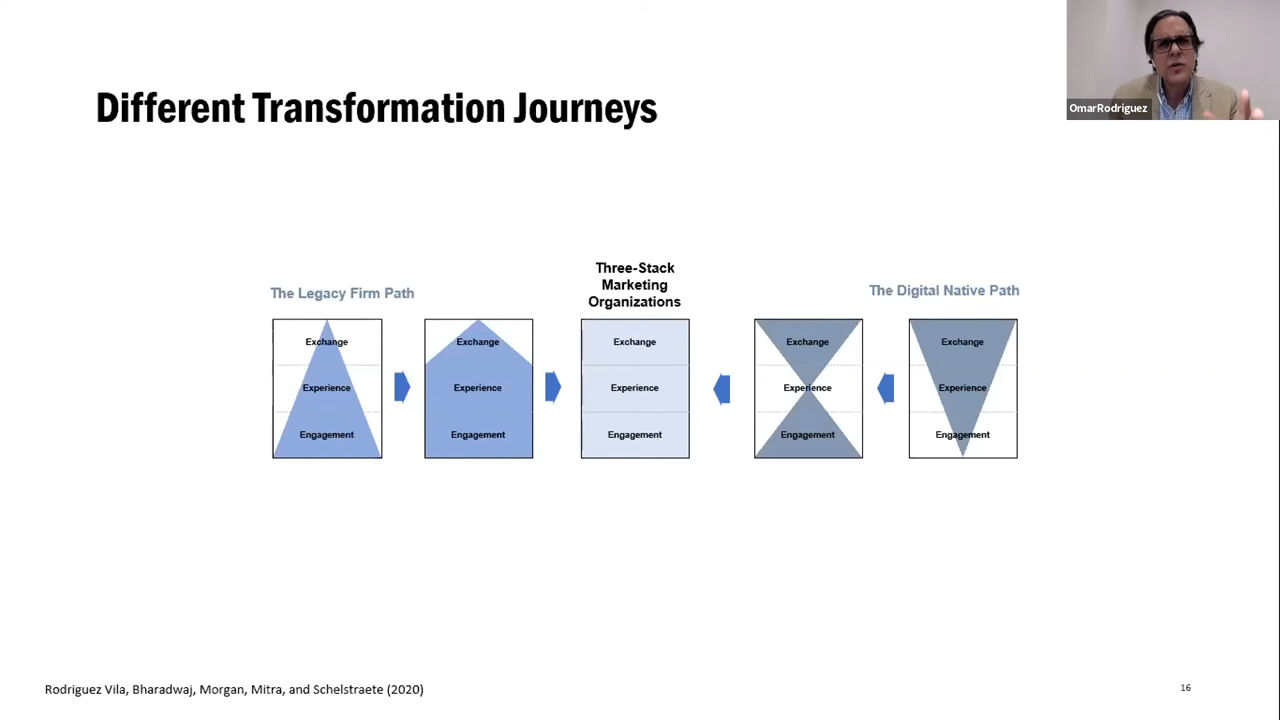 OmarRodriguez
Different Transformation Journeys
The Legacy Firm Path
Three-Stack
Marketing
Organizations
The Digital Native Path
Exchange
Experience
Engagement
Exchange
Experience
Engagement
Exchange
Experience
Engagement
Exchange
Experience
Engagement
Exchange
Experience
Engagement
Rodriguez Vila, Bharadwaj, Morgan, Mitra, and Schelstraete (2020)
16